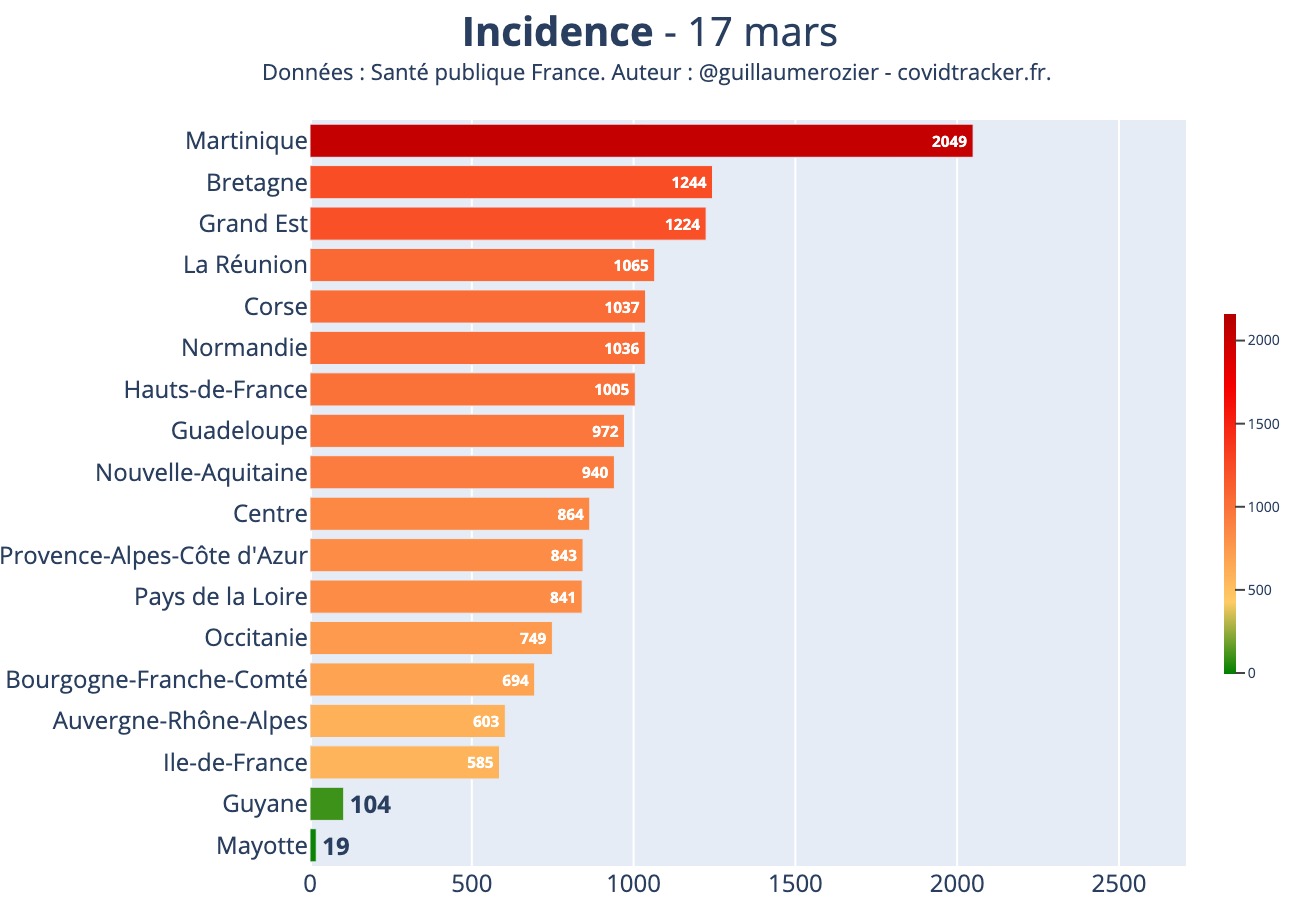 Incidence - 17 mars
Données : Santé publique France. Auteur : @guillaumerozier - covidtracker.fr.
Martinique 2049
Bretagne 1244
Grand Est 1224
La Réunion 1065
Corse 1037
Normandie 1036
Hauts-de-France 1005
Guadeloupe 972
Nouvelle-Aquitaine 940
Centre 864
Provence-Alpes-Côte d'Azur 843
Pays de la Loire 841
Occitanie 749
Bourgogne-Franche-Comté 694
Auvergne-Rhône-Alpes 603
Ile-de-France 585
Guyane 104
Mayotte 19
0 500 1000 1500 2000 2500
2000
1500
1000
500
0